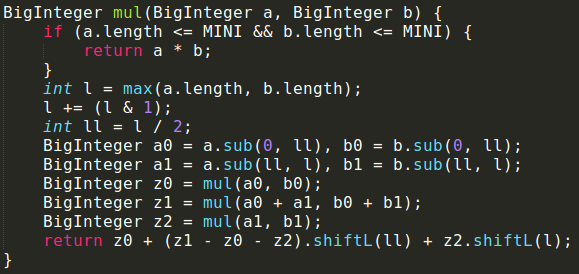 BigInteger mul(BigInteger a, BigInteger b) {
    if (a.length <= MINI && b.length <= MINI) {
        return a * b;
    }
    int l = max(a.length, b.length);
    l += (l & 1);
    int ll = l / 2;
    BigInteger a0 = a.sub(0, ll), b0 = b.sub(0, ll);
    BigInteger a1 = a.sub(ll, l), b1 = b.sub(ll, l);
    BigInteger z0 = mul(a0, b0);
    BigInteger z1 = mul(a0 + a1, b0 + b1);
    BigInteger z2 = mul(a1, b1);
    return z0 + (z1 - z0 - z2).shiftL(ll) + z2.shiftL(l);
}